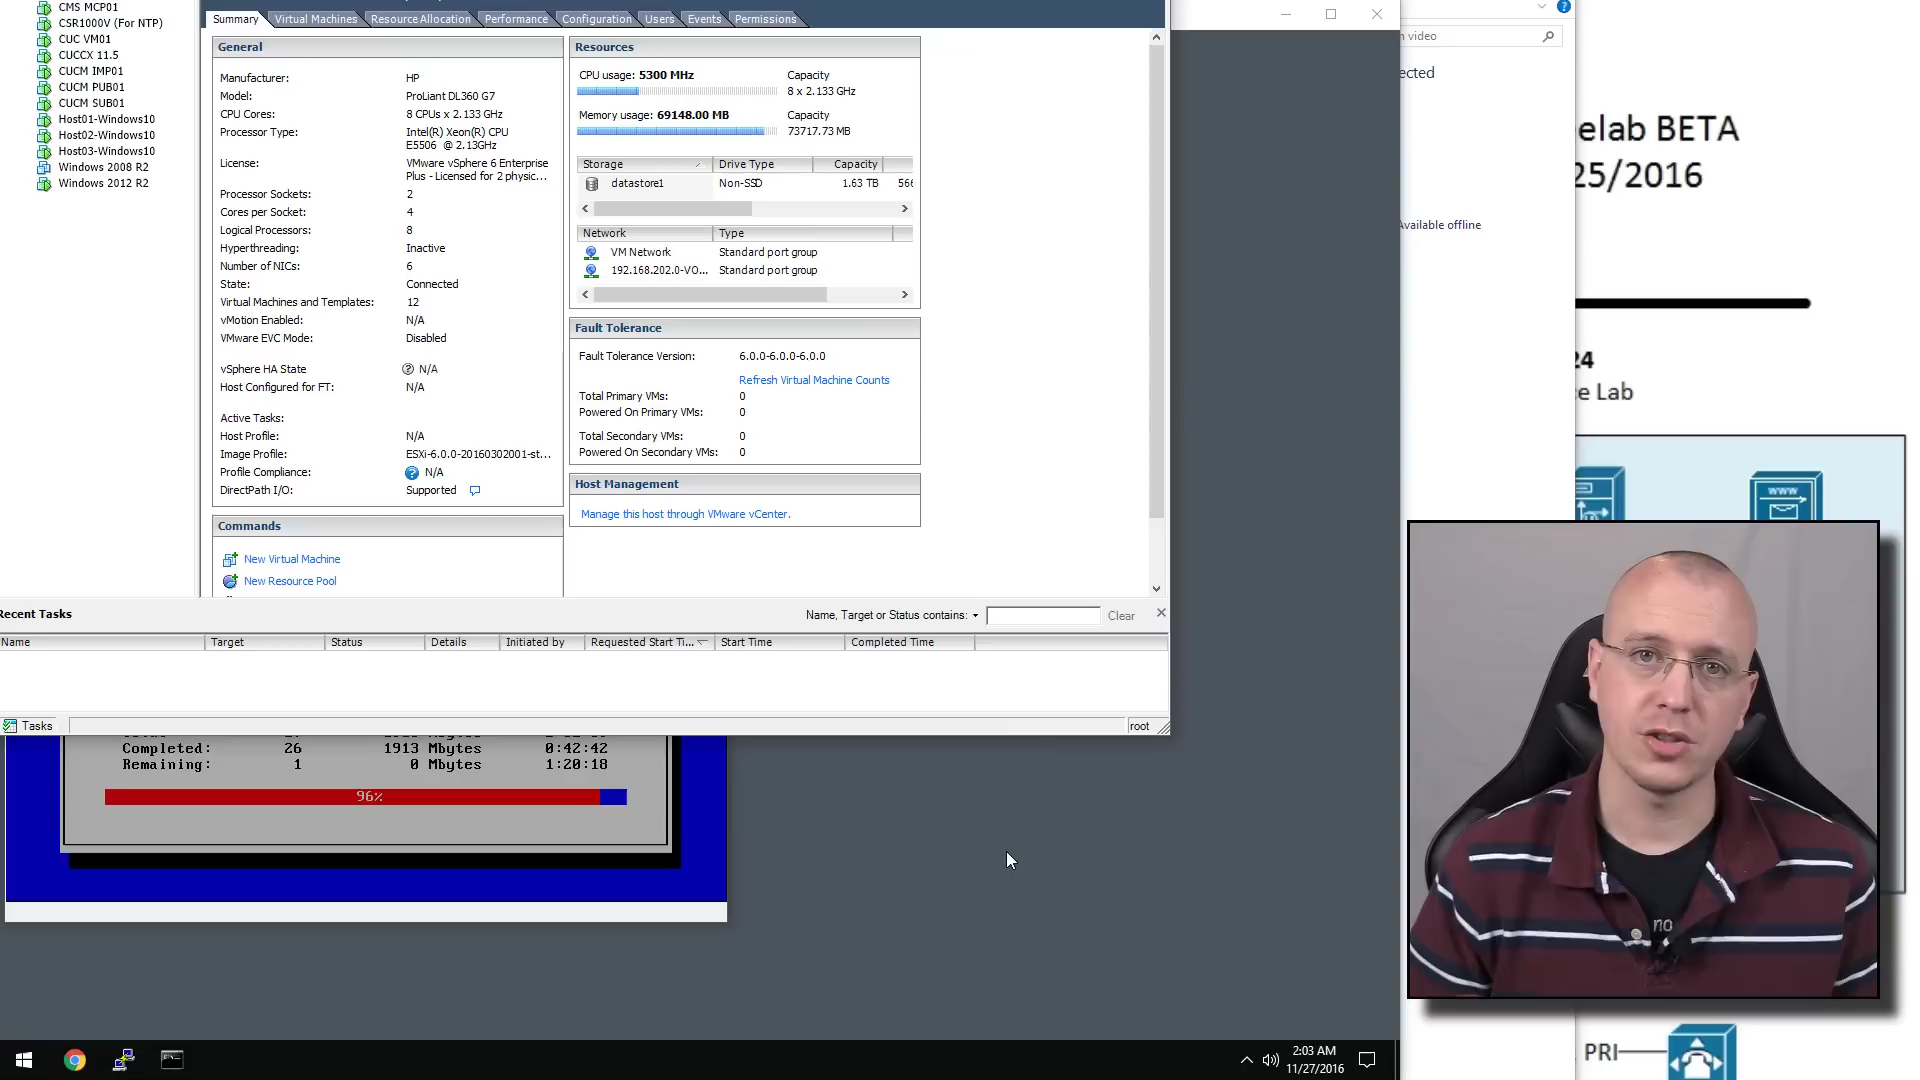 CMS MCP01
CSR1000V (For NTP)
CUC VM01
CUCCX 11.5
CUCM IMP01
CUCM PUB01
CUCM SUB01
Host01-Windows10
Host02-Windows10
Host03-Windows10
Windows 2008 R2
Windows 2012 R2
Summary Virtual Machines Resource Allocation Performance Configuration Users Events Permissions
General
Manufacturer: HP
Model: ProLiant DL360 G7
CPU Cores: 8 CPUs x 2.133 GHz
Processor Type: Intel(R) Xeon(R) CPU
E5506 @ 2.13GHz
License: VMware vSphere 6 Enterprise
Plus - Licensed for 2 physic...
Processor Sockets: 2
Cores per Socket: 4
Logical Processors: 8
Hyperthreading: Inactive
Number of NICs: 6
State: Connected
Virtual Machines and Templates: 12
vMotion Enabled: N/A
VMware EVC Mode: Disabled
vSphere HA State N/A
Host Configured for FT: N/A
Active Tasks:
Host Profile: N/A
Image Profile: ESXi-6.0.0-20160302001-st...
Profile Compliance: N/A
DirectPath I/O: Supported
Commands
New Virtual Machine
New Resource Pool
Resources
CPU usage: 5300 MHz Capacity
8 x 2.133 GHz
Memory usage: 69148.00 MB Capacity
73717.73 MB
Storage Drive Type Capacity
datastore1 Non-SSD 1.63 TB 566
Network Type
VM Network Standard port group
192.168.202.0-VO... Standard port group
Fault Tolerance
Fault Tolerance Version: 6.0.0-6.0.0-6.0.0
Refresh Virtual Machine Counts
Total Primary VMs: 0
Powered On Primary VMs: 0
Total Secondary VMs: 0
Powered On Secondary VMs: 0
Host Management
Manage this host through VMware vCenter.
Recent Tasks
Name, Target or Status contains: Clear
Name Target Status Details Initiated by Requested Start Ti... Start Time Completed Time
Tasks root
Completed: 26 1913 Mbytes 0:42:42
Remaining: 1 0 Mbytes 1:20:18
96%
n video
ected
Available offline
elab BETA
25/2016
24
e Lab
www
no
PRI
2:03 AM
11/27/2016